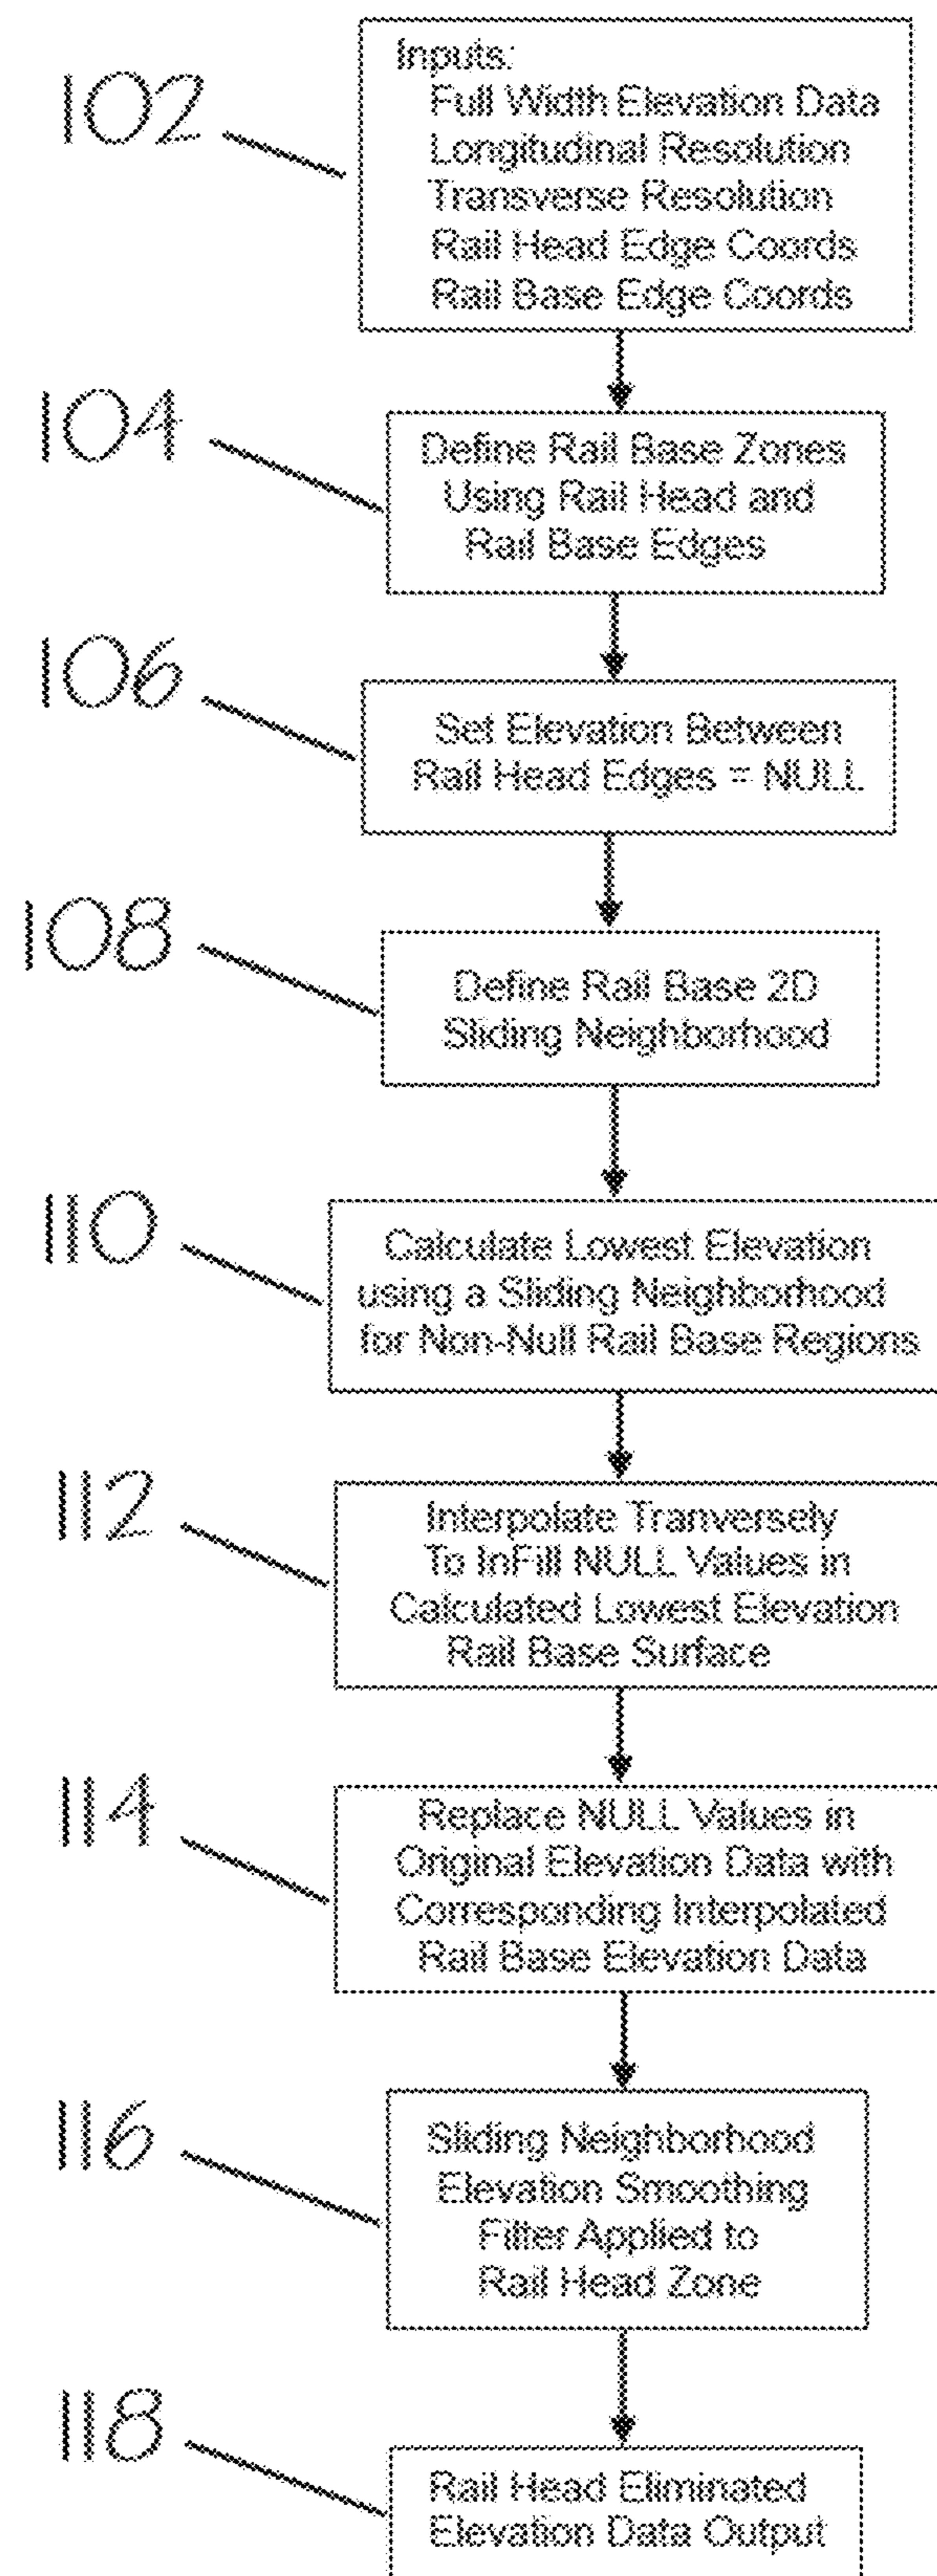 102
Inputs:
Full Width Elevation Data
Longitudinal Resolution
Transverse Resolution
Rail Head Edge Coords
Rail Base Edge Coords
104
Define Rail Base Zones
Using Rail Head and
Rail Base Edges
106
Set Elevation Between
Rail Head Edges = NULL
108
Define Rail Base 2D
Sliding Neighborhood
110
Calculate Lowest Elevation
using a Sliding Neighborhood
for Non-Null Rail Base Regions
112
Interpolate Tranversely
To InFill NULL Values in
Calculated Lowest Elevation
Rail Base Surface
114
Replace NULL Values in
Original Elevation Data with
Corresponding Interpolated
Rail Base Elevation Data
116
Sliding Neighborhood
Elevation Smoothing
Filter Applied to
Rail Head Zone
118
Rail Head Eliminated
Elevation Data Output